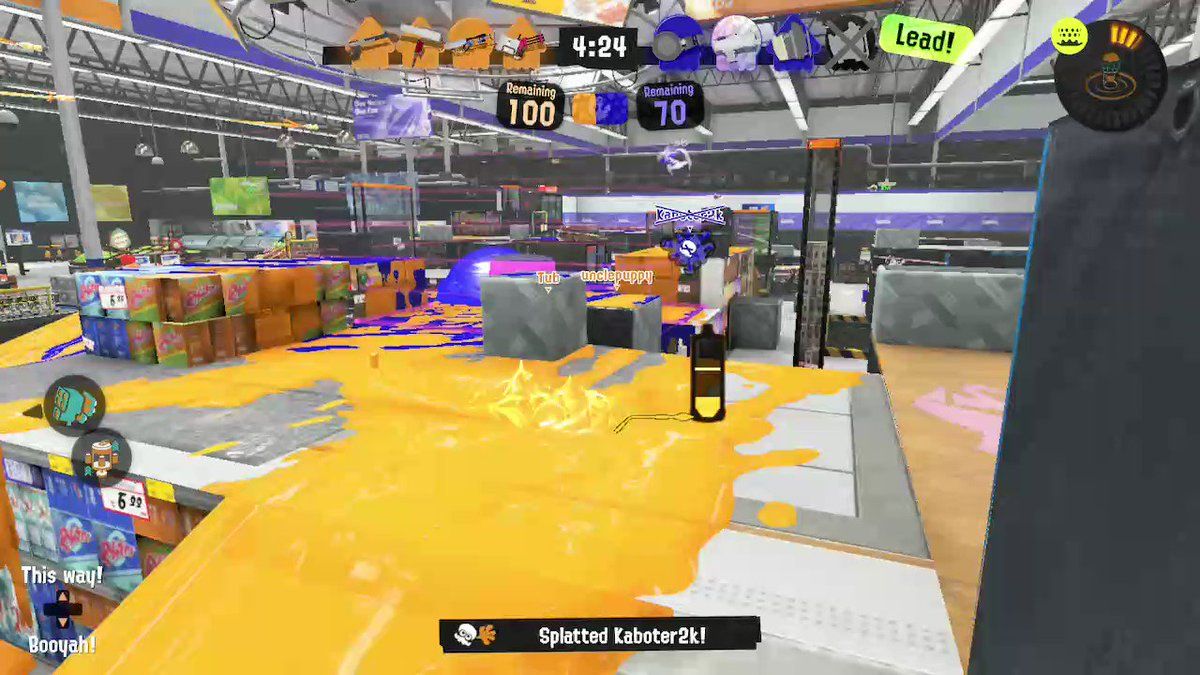 4:24
Lead!
Remaining
100
Remaining
70
Kaboter2k
Tub
unclepuppy
6.99
This way!
Booyah!
Splatted Kaboter2k!